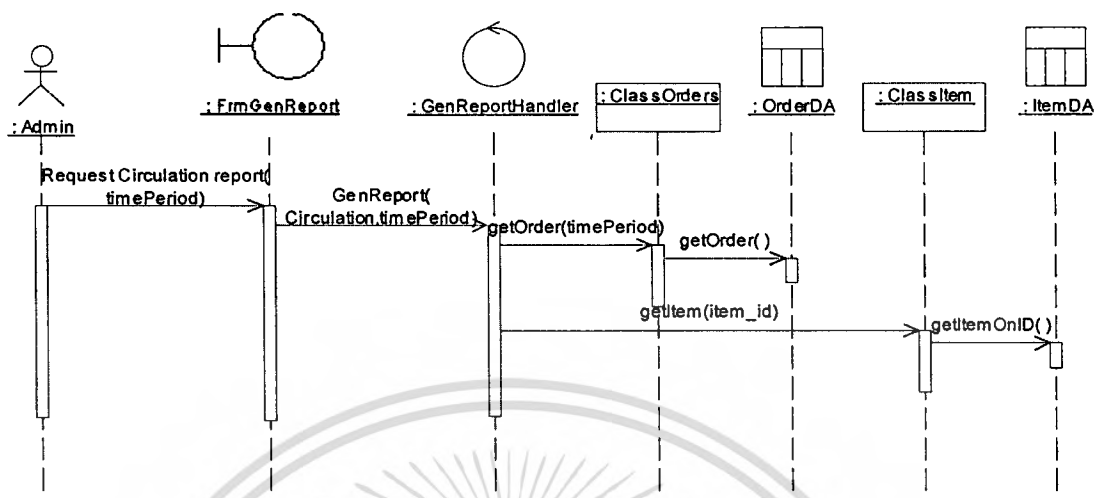 : Admin
: FrmGenReport
: GenReportHandler
: ClassOrders
: OrderDA
: ClassItem
: ItemDA
Request Circulation report(
timePeriod)
GenReport(
Circulation,timePeriod)
getOrder(timePeriod)
getOrder( )
getItem(item_id)
getItemOnID( )